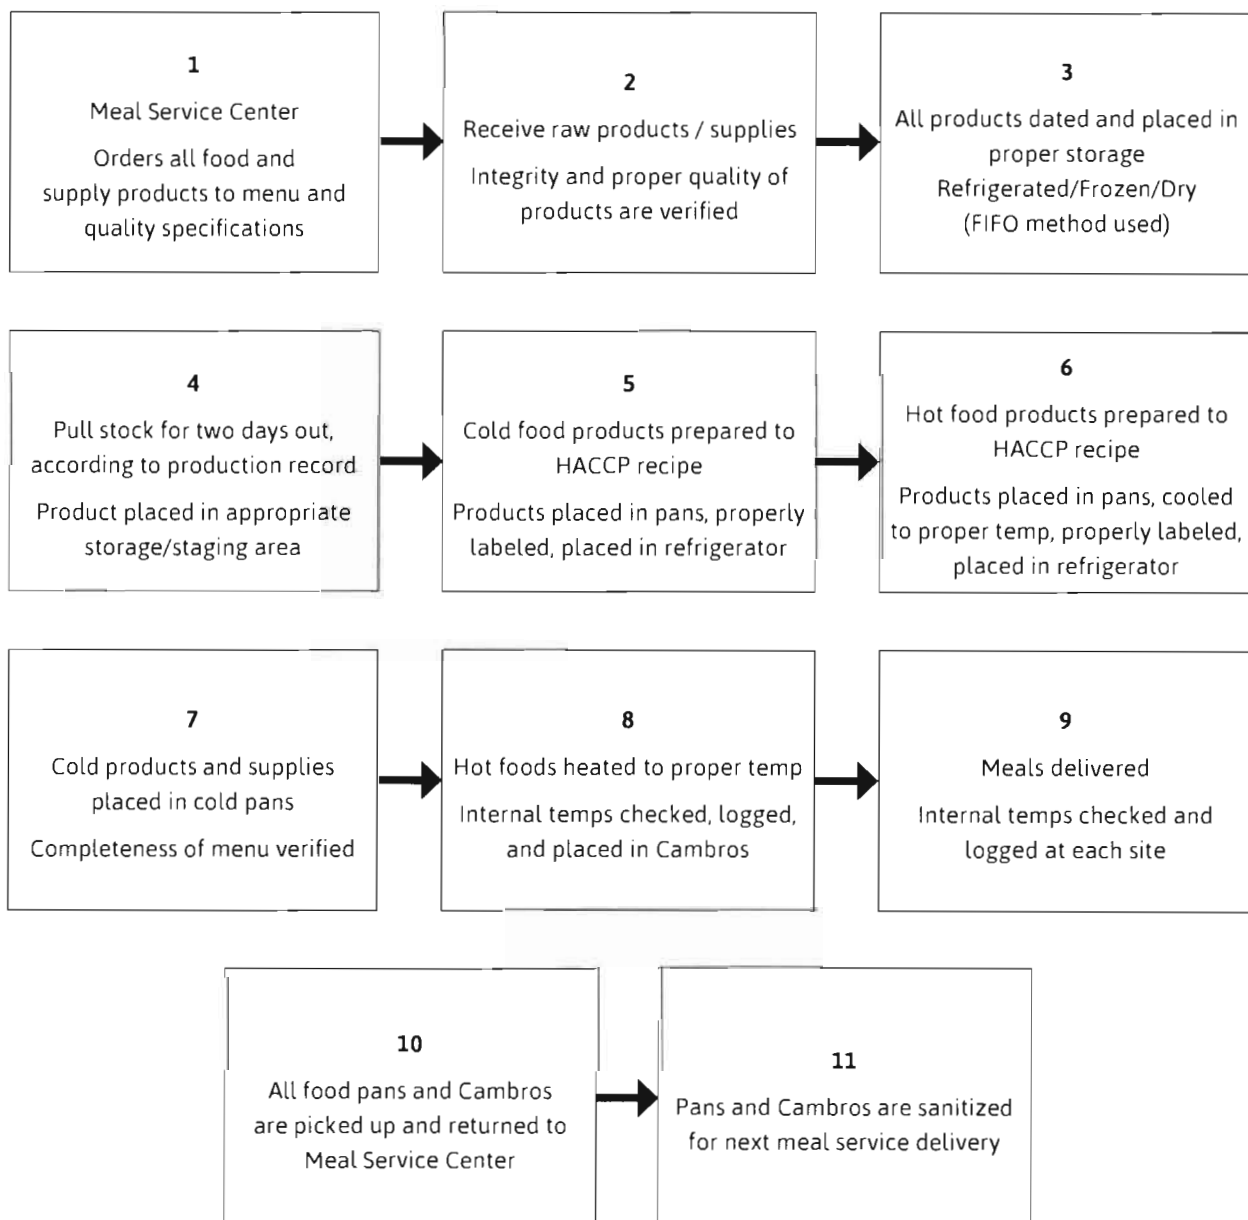 1
Meal Service Center
Orders all food and
supply products to menu and
quality specifications
2
Receive raw products / supplies
Integrity and proper quality of
products are verified
3
All products dated and placed in
proper storage
Refrigerated/Frozen/Dry
(FIFO method used)
4
Pull stock for two days out,
according to production record
Product placed in appropriate
storage/staging area
5
Cold food products prepared to
HACCP recipe
Products placed in pans, properly
labeled, placed in refrigerator
6
Hot food products prepared to
HACCP recipe
Products placed in pans, cooled
to proper temp, properly labeled,
placed in refrigerator
7
Cold products and supplies
placed in cold pans
Completeness of menu verified
8
Hot foods heated to proper temp
Internal temps checked, logged,
and placed in Cambros
9
Meals delivered
Internal temps checked and
logged at each site
10
All food pans and Cambros
are picked up and returned to
Meal Service Center
11
Pans and Cambros are sanitized
for next meal service delivery